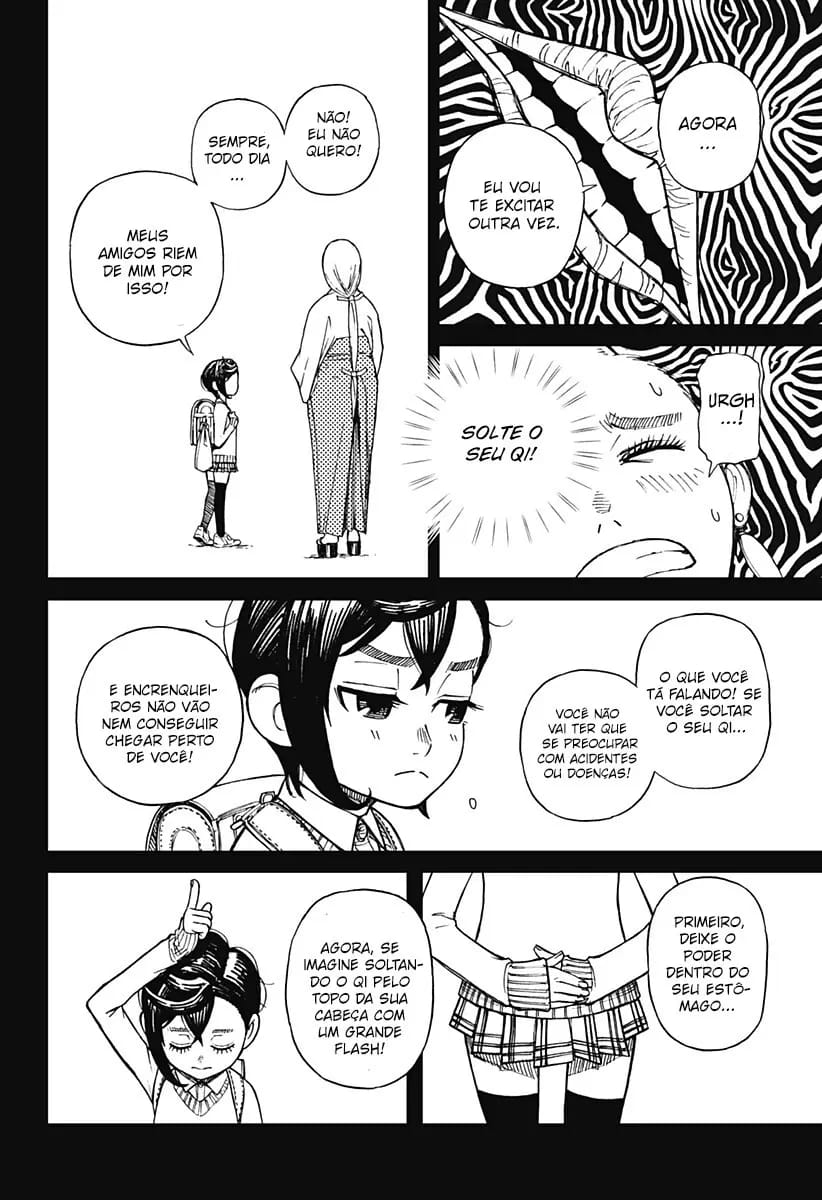 AGORA
...
EU VOU
TE EXCITAR
OUTRA VEZ.
URGH
...!
SOLTE O
SEU QI!
NÃO!
EU NÃO
QUERO!
SEMPRE,
TODO DIA
...
MEUS
AMIGOS RIEM
DE MIM POR
ISSO!
O QUE VOCÊ
TÁ FALANDO! SE
VOCÊ SOLTAR
O SEU QI...
VOCÊ NÃO
VAI TER QUE
SE PREOCUPAR
COM ACIDENTES
OU DOENÇAS!
E ENCRENQUEI-
ROS NÃO VÃO
NEM CONSEGUIR
CHEGAR PERTO
DE VOCÊ!
PRIMEIRO,
DEIXE O
PODER
DENTRO DO
SEU ESTÔ-
MAGO...
AGORA, SE
IMAGINE SOLTAN-
DO O QI PELO
TOPO DA SUA
CABEÇA COM
UM GRANDE
FLASH!